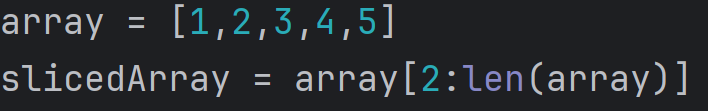 array = [1,2,3,4,5]
slicedArray = array[2:len(array)]